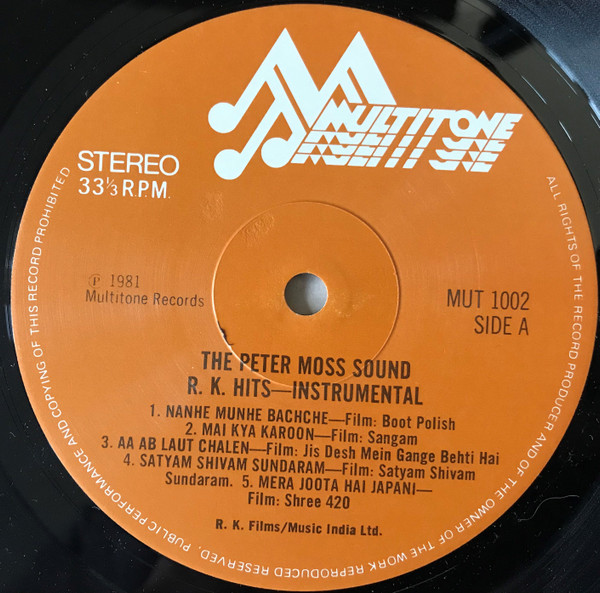 MULTITONE
STEREO
33⅓ R.P.M.
℗ 1981
Multitone Records
MUT 1002
SIDE A
THE PETER MOSS SOUND
R. K. HITS—INSTRUMENTAL
1. NANHE MUNHE BACHCHE—Film: Boot Polish
2. MAI KYA KAROON—Film: Sangam
3. AA AB LAUT CHALEN—Film: Jis Desh Mein Gange Behti Hai
4. SATYAM SHIVAM SUNDARAM—Film: Satyam Shivam
Sundaram. 5. MERA JOOTA HAI JAPANI—
Film: Shree 420
R. K. Films/Music India Ltd.
ALL RIGHTS OF THE RECORD PRODUCER AND OF THE OWNER OF THE WORK REPRODUCED RESERVED. PUBLIC PERFORMANCE AND COPYING OF THIS RECORD PROHIBITED